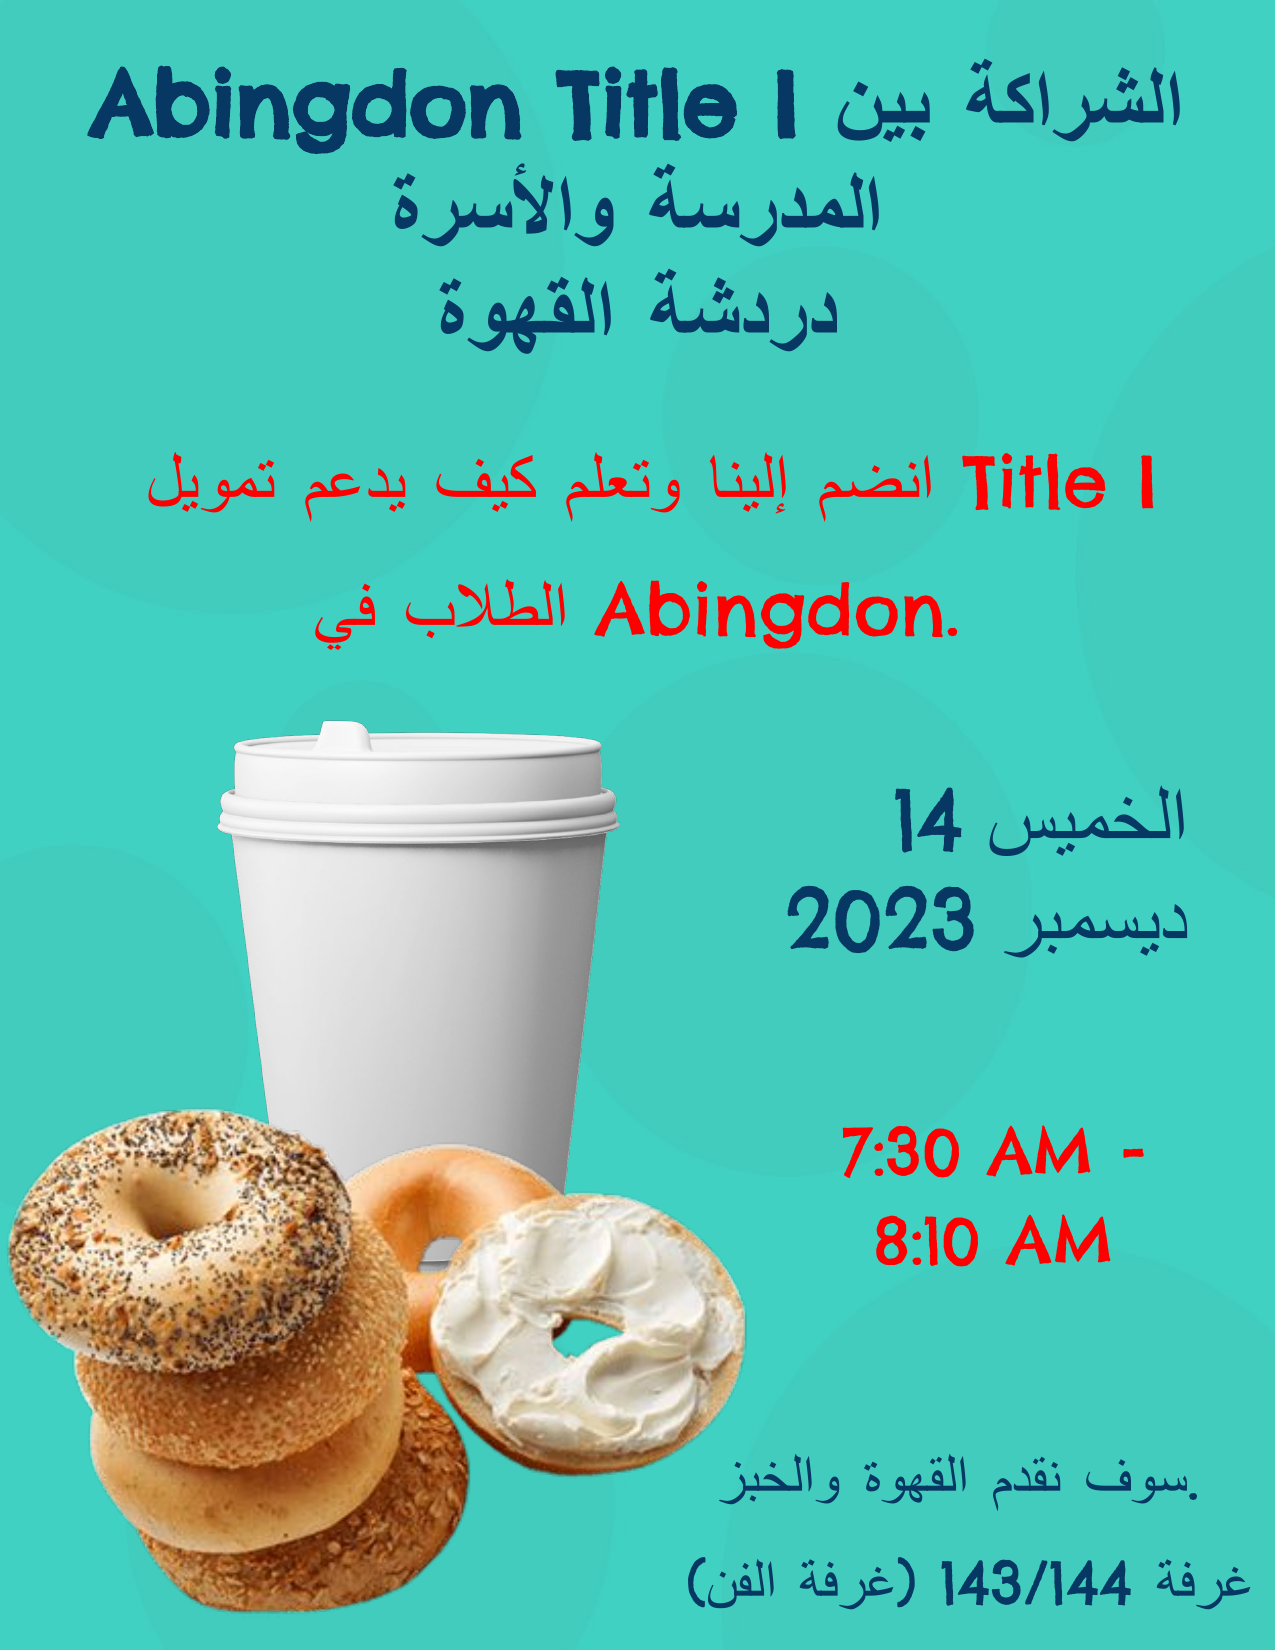 الشراكة بين Abingdon Title I
المدرسة والأسرة
دردشة القهوة
Title I انضم إلينا وتعلم كيف يدعم تمويل
الطلاب في Abingdon.
الخميس 14
ديسمبر 2023
7:30 AM -
8:10 AM
سوف نقدم القهوة والخبز.
غرفة 143/144 (غرفة الفن)